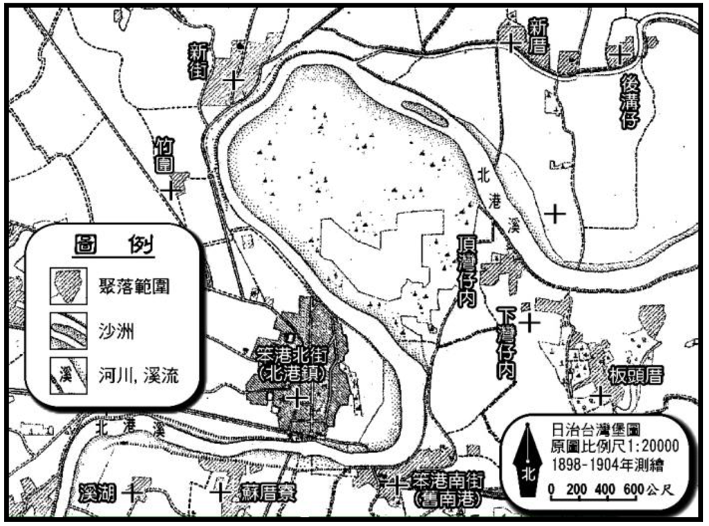 新街
新厝
後溝仔
竹圍
北港溪
頂灣仔內
下灣仔內
板頭厝
圖 例
聚落範圍
沙洲
溪
河川,溪流
笨港北街
(北港鎮)
北港溪
溪湖
蘇厝寮
笨港南街
(舊南港)
北
日治台灣堡圖
原圖比例尺1:20000
1898-1904年測繪
0 200 400 600公尺